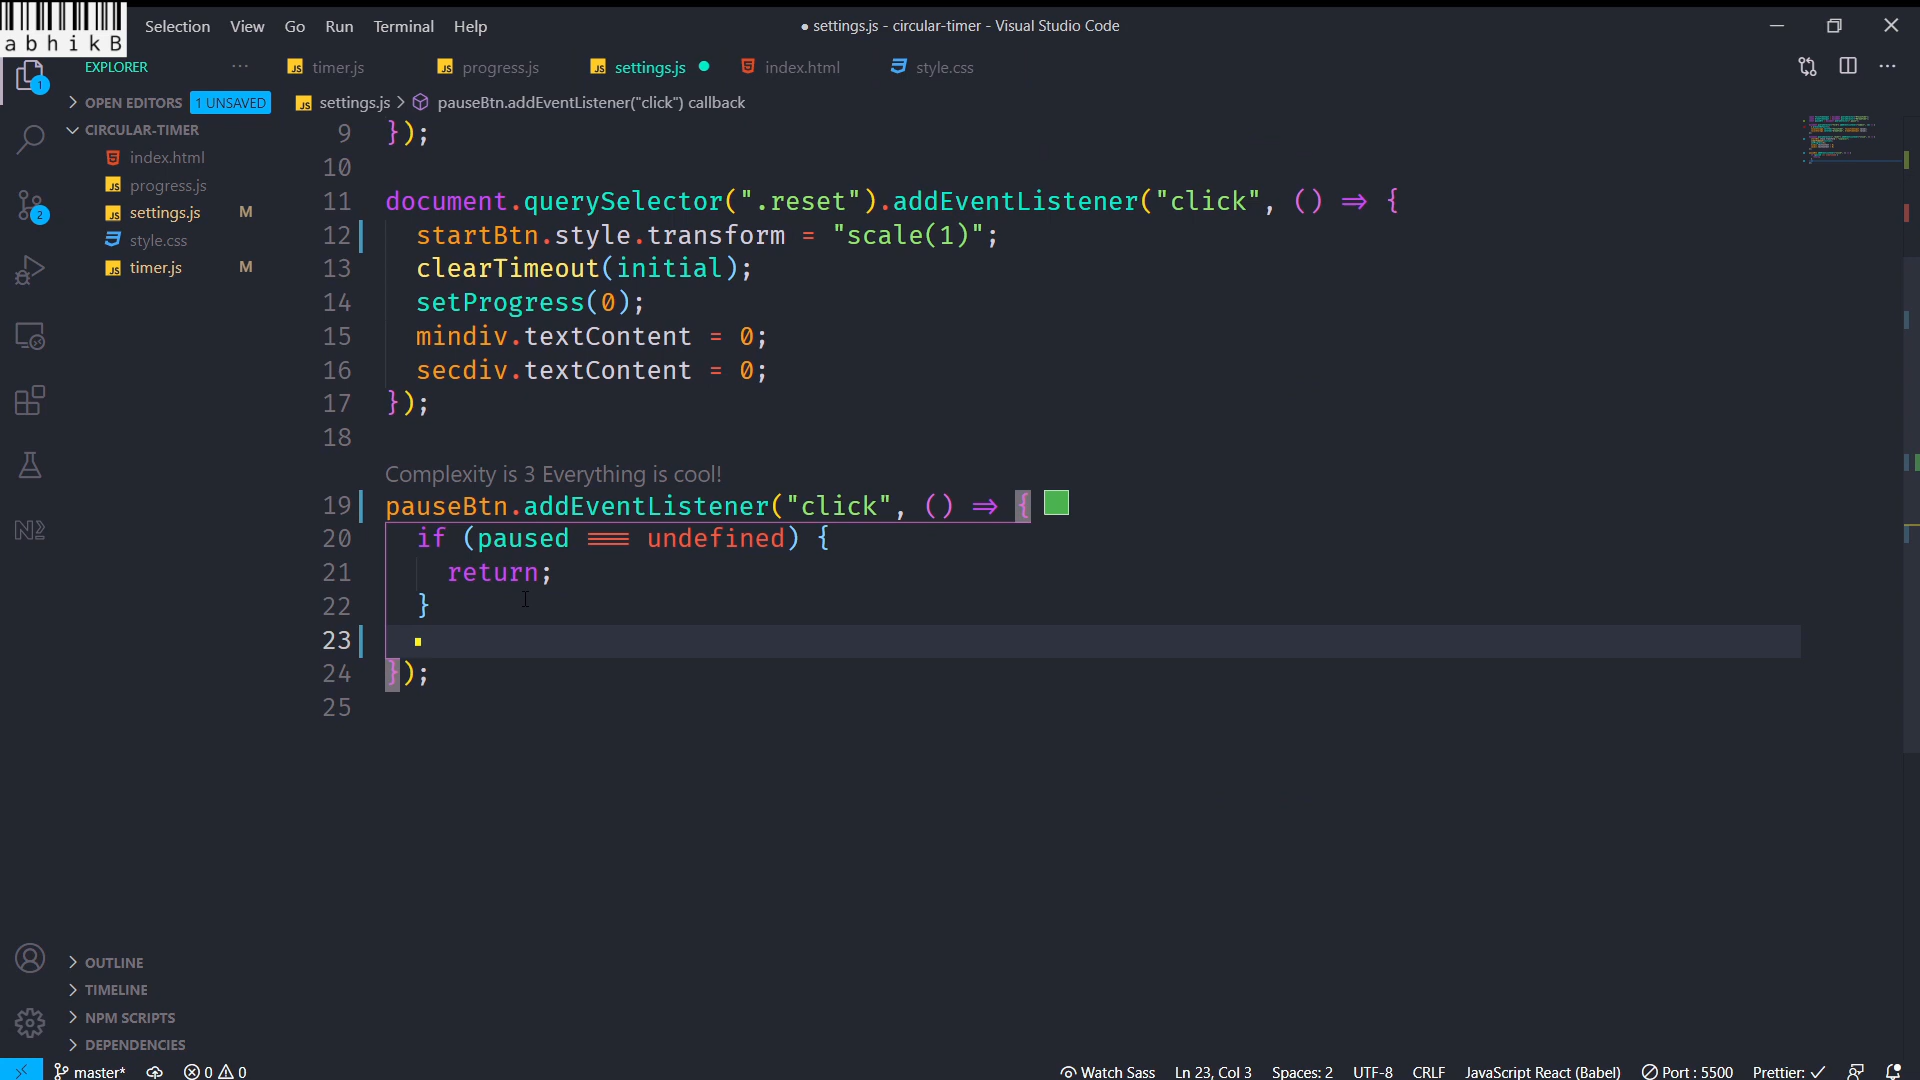 abhikB
Selection View Go Run Terminal Help
● settings.js - circular-timer - Visual Studio Code
EXPLORER ···
JS timer.js
JS progress.js
JS settings.js ●
index.html
style.css
1
OPEN EDITORS 1 UNSAVED
JS settings.js > pauseBtn.addEventListener("click") callback
CIRCULAR-TIMER
index.html
JS progress.js
JS settings.js M
style.css
JS timer.js M
2
9 });
10
11 document.querySelector(".reset").addEventListener("click", () ⇒ {
12 startBtn.style.transform = "scale(1)";
13 clearTimeout(initial);
14 setProgress(0);
15 mindiv.textContent = 0;
16 secdiv.textContent = 0;
17 });
18
Complexity is 3 Everything is cool!
19 pauseBtn.addEventListener("click", () ⇒ {
20 if (paused === undefined) {
21 return;
22 }
23
24 });
25
OUTLINE
TIMELINE
NPM SCRIPTS
DEPENDENCIES
master* 0 0 Watch Sass Ln 23, Col 3 Spaces: 2 UTF-8 CRLF JavaScript React (Babel) Port : 5500 Prettier: ✓